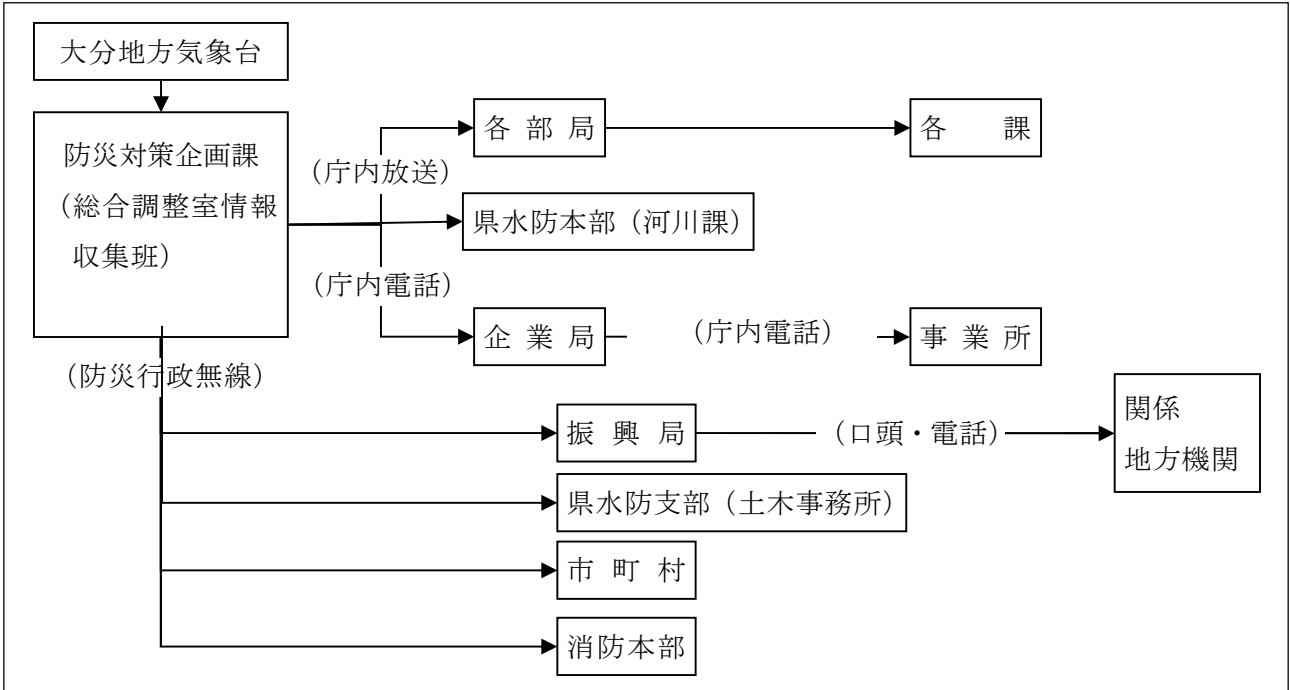 大分地方気象台
防災対策企画課
（総合調整室情報
収集班）
（庁内放送）
（庁内電話）
各部局
各　課
県水防本部（河川課）
企業局
（庁内電話）
事業所
（防災行政無線）
振興局
（口頭・電話）
関係
地方機関
県水防支部（土木事務所）
市町村
消防本部